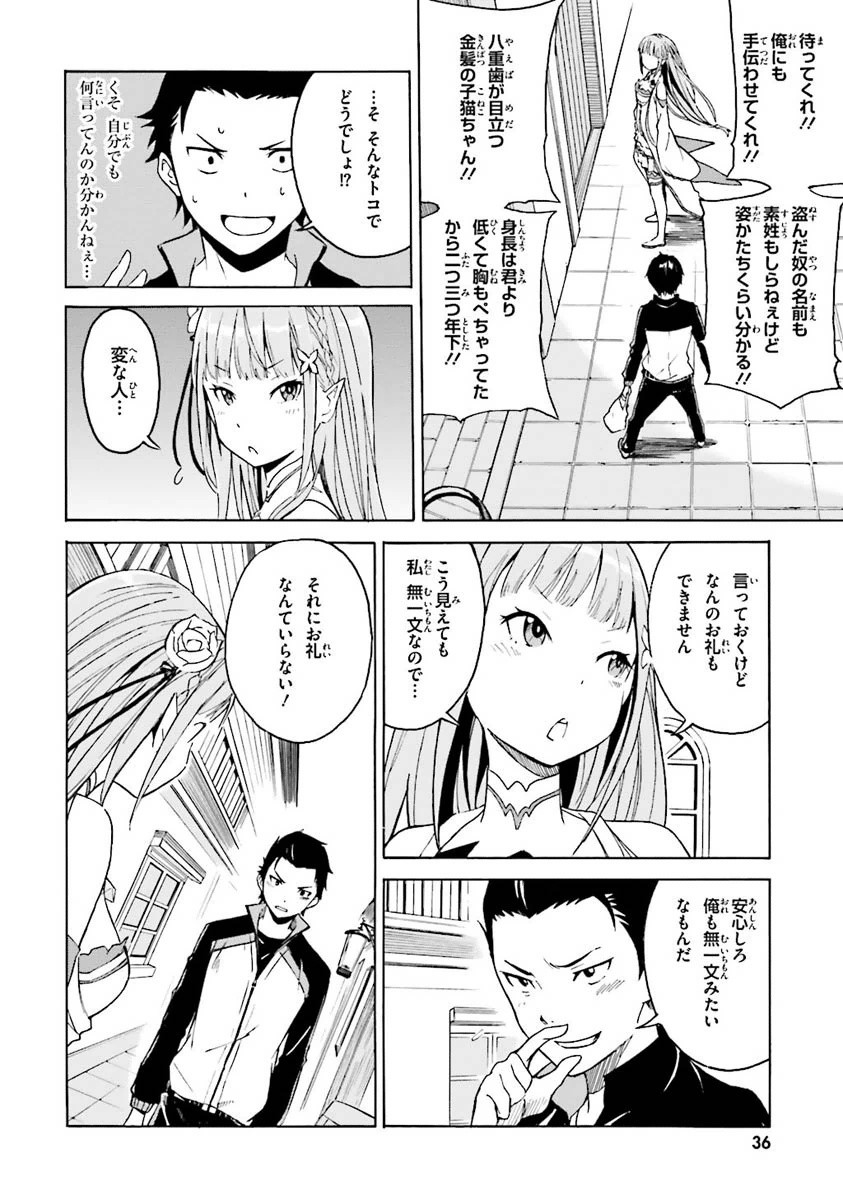 待ってくれ!!
俺にも
手伝わせてくれ!!
盗んだ奴の名前も
素姓もしらねぇけど
姿かたちくらい分かる!!
八重歯が目立つ
金髪の子猫ちゃん!!
身長は君より
低くて胸もぺちゃってた
から二つ三つ年下!!
…そ そんなトコで
どうでしょ!?
くそ 自分でも
何言ってんのか分かんねぇ…
変な人…
言っておくけど
なんのお礼も
できません
こう見えても
私 無一文なので…
安心しろ
俺も無一文みたい
なもんだ
それにお礼
なんていらない!
36